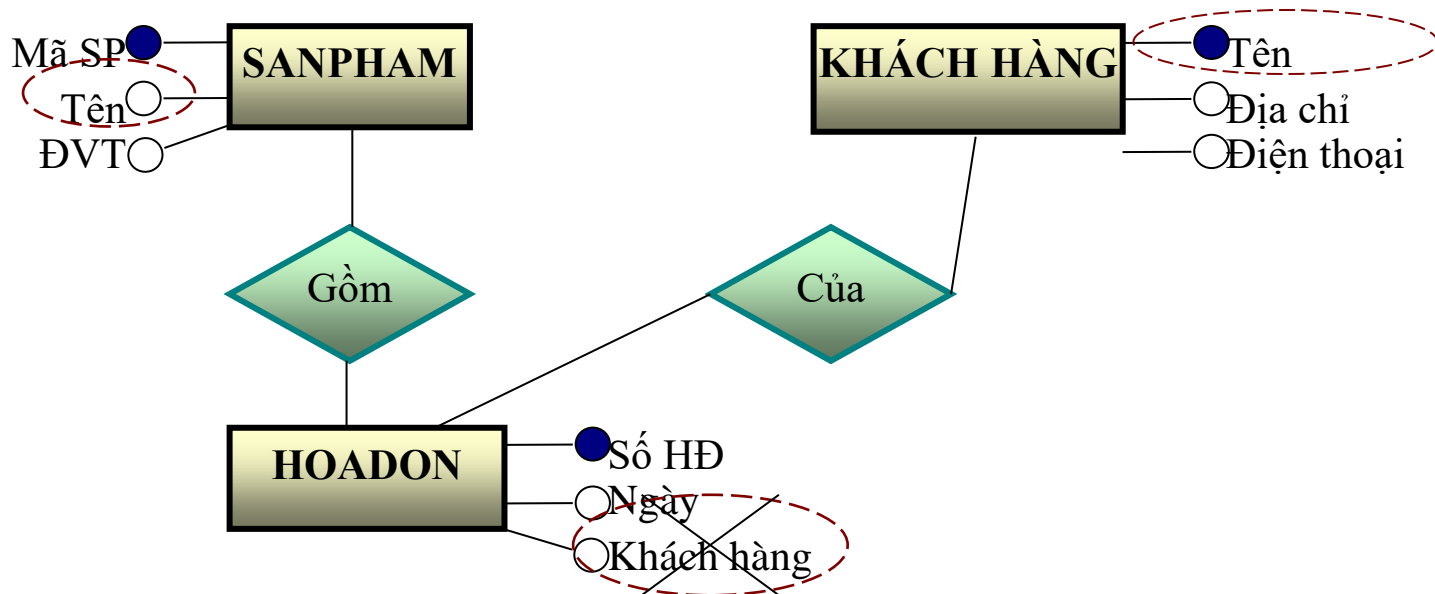 Mã SP
SANPHAM
Tên
ĐVT
KHÁCH HÀNG
Tên
Địa chỉ
Điện thoại
Gồm
Của
HOADON
Số HĐ
Ngày
Khách hàng